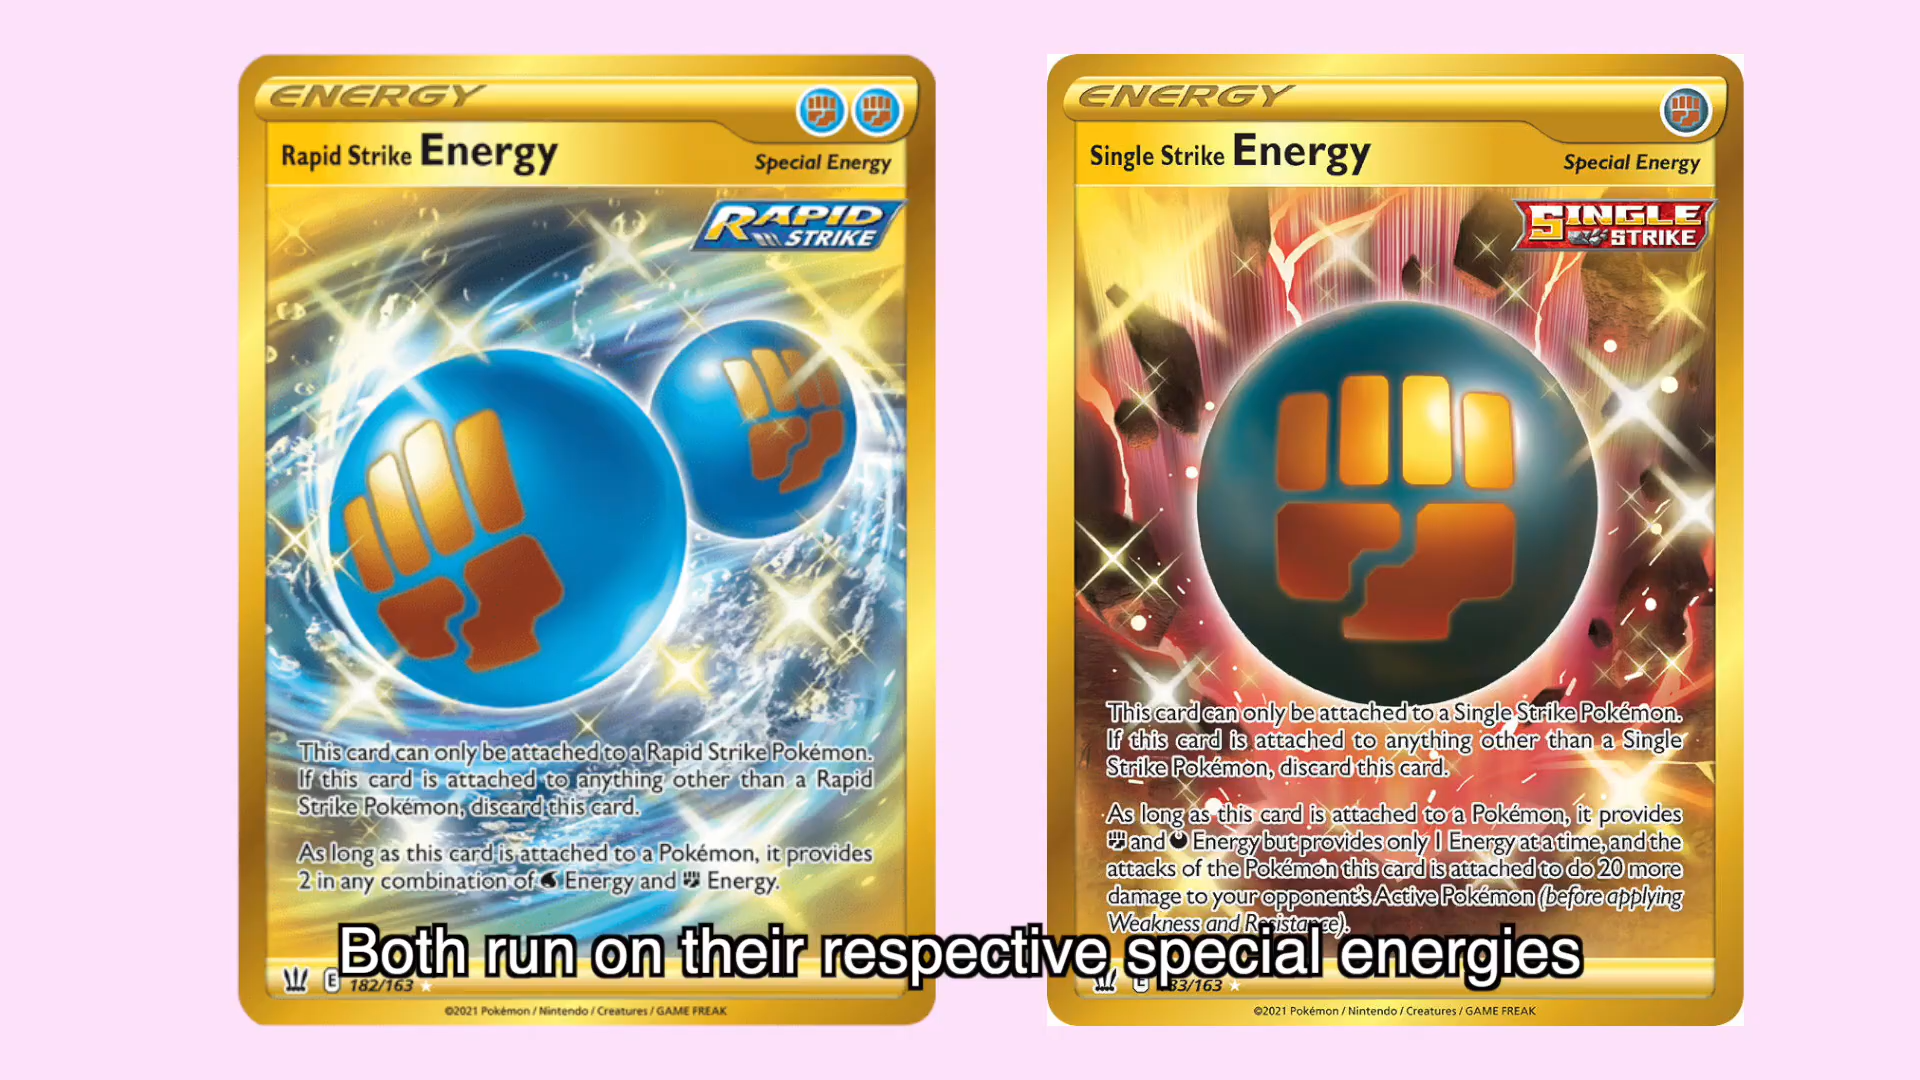 ENERGY
Rapid Strike Energy
Special Energy
RAPID
STRIKE
This card can only be attached to a Rapid Strike Pokémon.
If this card is attached to anything other than a Rapid
Strike Pokémon, discard this card.
As long as this card is attached to a Pokémon, it provides
2 in any combination of Energy and Energy.
E 182/163
©2021 Pokémon / Nintendo / Creatures / GAME FREAK
ENERGY
Single Strike Energy
Special Energy
SINGLE
STRIKE
This card can only be attached to a Single Strike Pokémon.
If this card is attached to anything other than a Single
Strike Pokémon, discard this card.
As long as this card is attached to a Pokémon, it provides
and Energy but provides only 1 Energy at a time, and the
attacks of the Pokémon this card is attached to do 20 more
damage to your opponent's Active Pokémon (before applying
Weakness and Resistance).
©2021 Pokémon / Nintendo / Creatures / GAME FREAK
Both run on their respective special energies